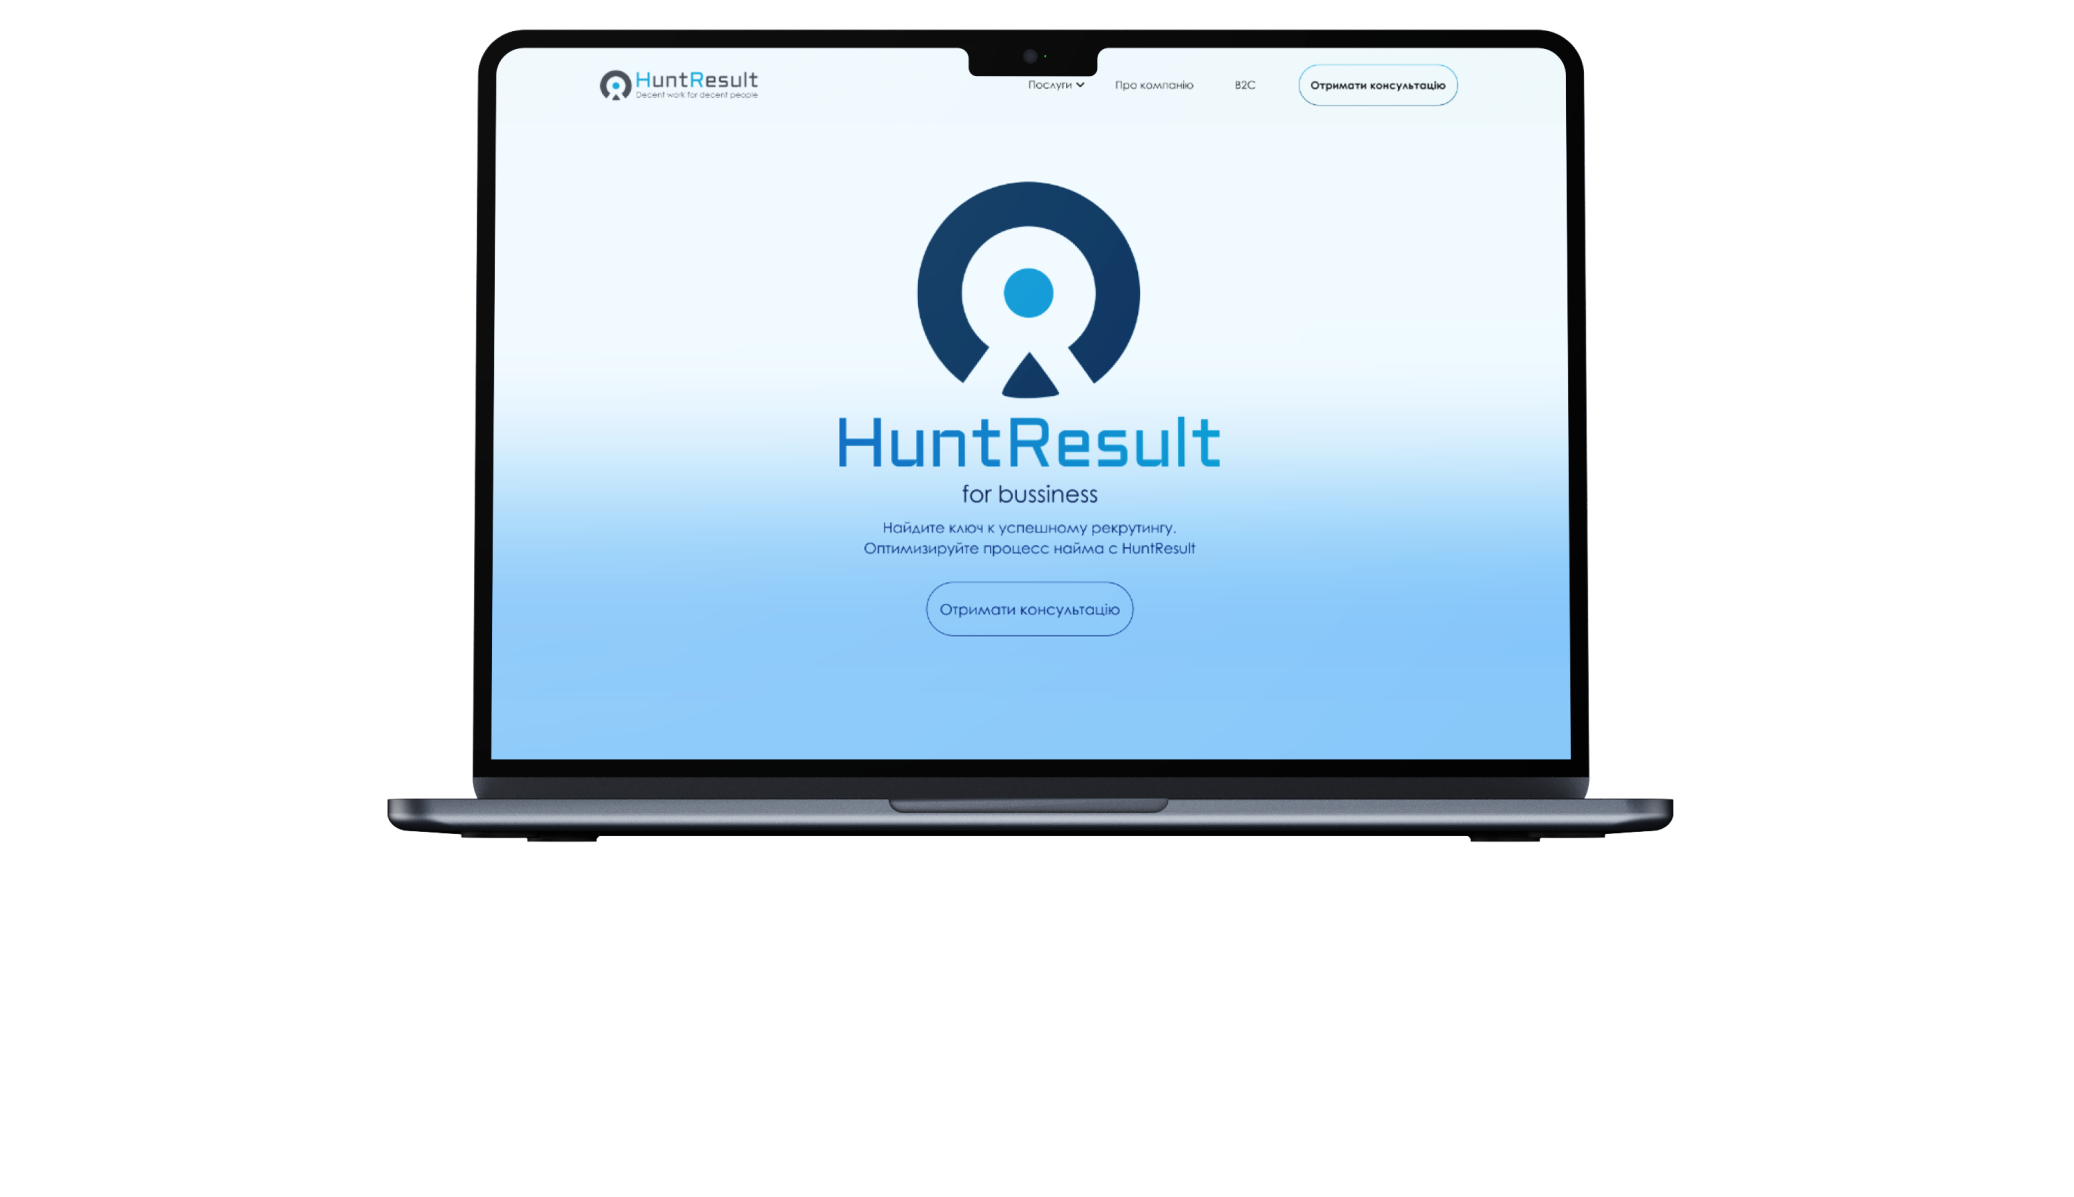 HuntResult
Decent work for decent people
Послуги
Про компанію
B2C
Отримати консультацію
HuntResult
for bussiness
Найдите ключ к успешному рекрутингу.
Оптимизируйте процесс найма с HuntResult
Отримати консультацію